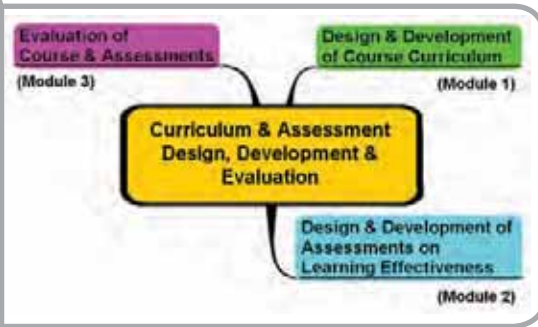 Evaluation of
Course & Assessments
(Module 3)
Design & Development
of Course Curriculum
(Module 1)
Curriculum & Assessment
Design, Development &
Evaluation
Design & Development of
Assessments on
Learning Effectiveness
(Module 2)